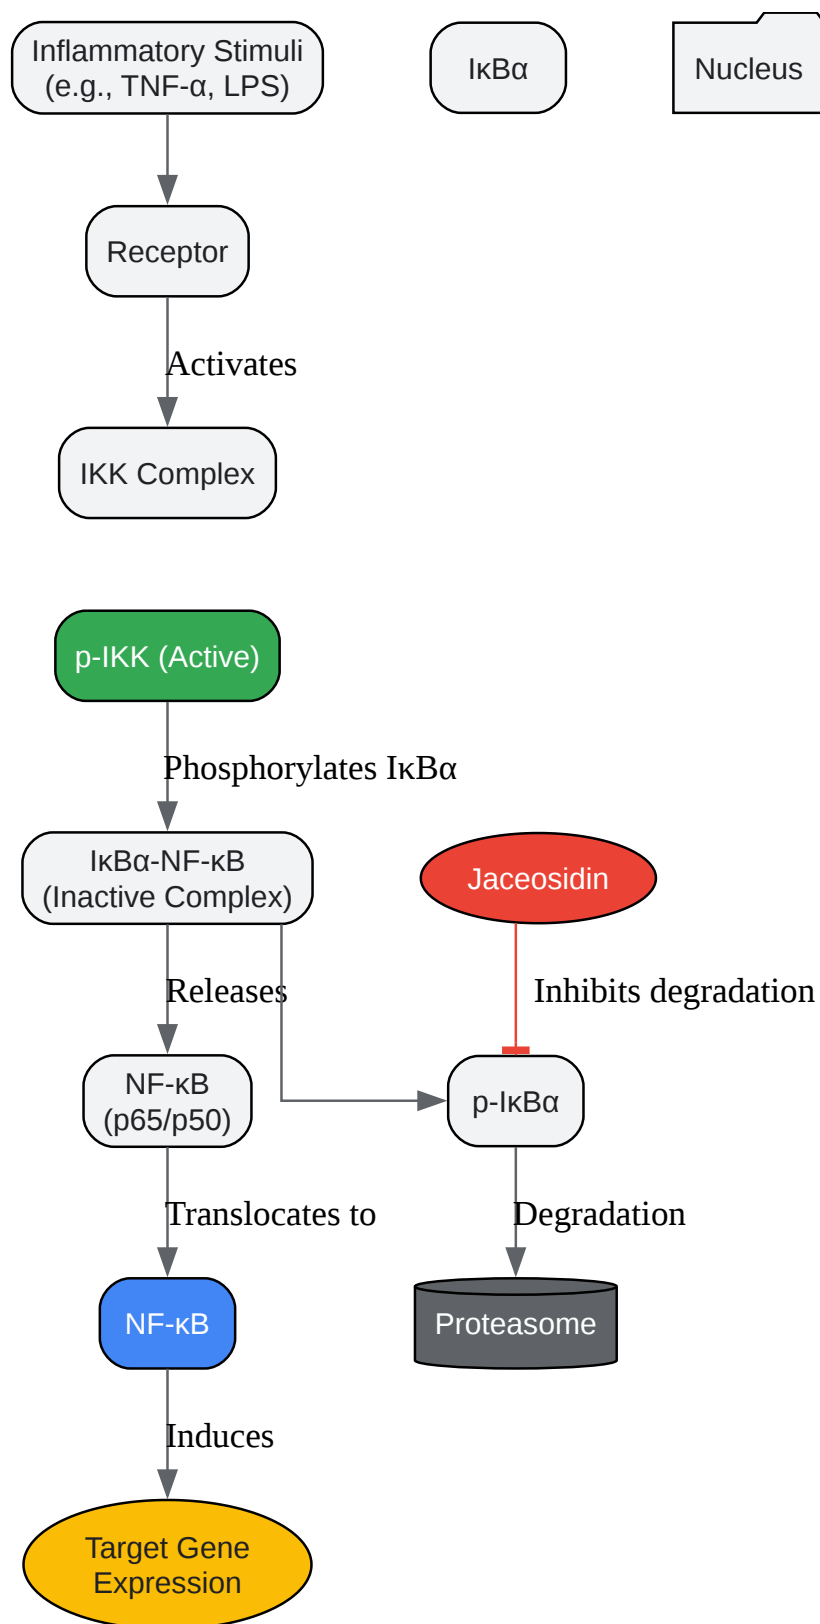 Inflammatory Stimuli
(e.g., TNF-α, LPS)
IκBα
Nucleus
Receptor
Activates
IKK Complex
p-IKK (Active)
Phosphorylates IκBα
IκBα-NF-κB
(Inactive Complex)
Jaceosidin
Releases
Inhibits degradation
NF-κB
(p65/p50)
p-IκBα
Translocates to
Degradation
NF-κB
Proteasome
Induces
Target Gene
Expression